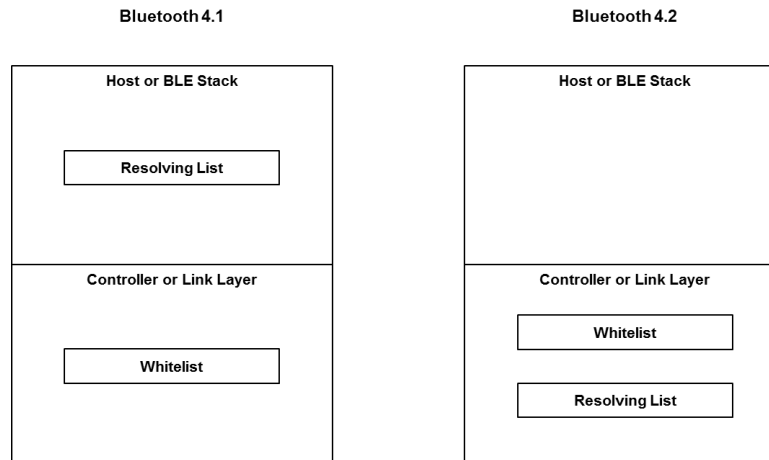 Bluetooth 4.1
Host or BLE Stack
Resolving List
Controller or Link Layer
Whitelist
Bluetooth 4.2
Host or BLE Stack
Controller or Link Layer
Whitelist
Resolving List